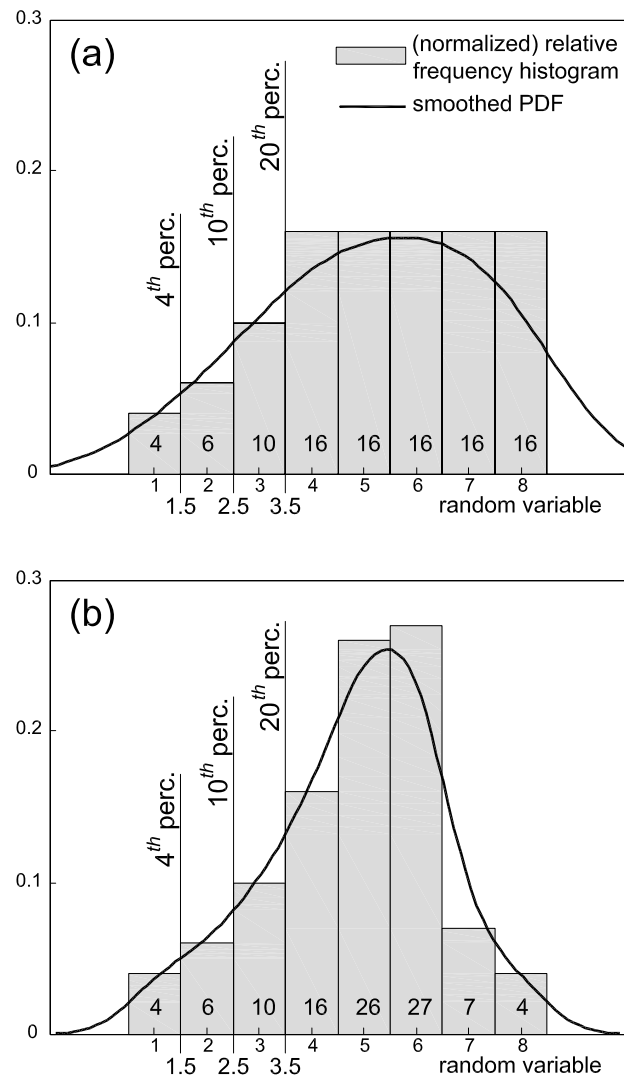 0.3
(a)
(normalized) relative
frequency histogram
smoothed PDF
20th perc.
10th perc.
4th perc.
0.2
0.1
0
4 6 10 16 16 16 16 16
1 2 3 4 5 6 7 8
1.5 2.5 3.5 random variable
0.3
(b)
20th perc.
10th perc.
4th perc.
0.2
0.1
0
4 6 10 16 26 27 7 4
1 2 3 4 5 6 7 8
1.5 2.5 3.5 random variable